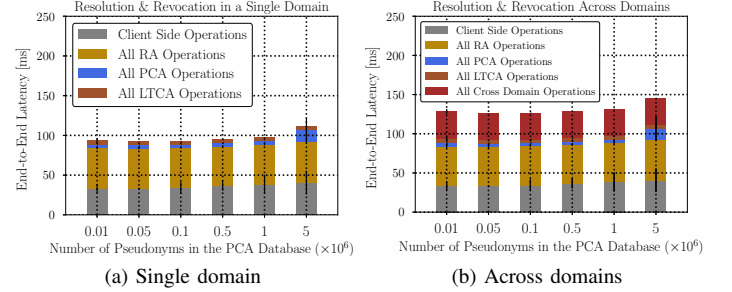 Resolution & Revocation in a Single Domain
End-to-End Latency [ms]
250
200
150
100
50
0
Client Side Operations
All RA Operations
All PCA Operations
All LTCA Operations
0.01 0.05 0.1 0.5 1 5
Number of Pseudonyms in the PCA Database (×10⁶)
(a) Single domain
Resolution & Revocation Across Domains
End-to-End Latency [ms]
250
200
150
100
50
0
Client Side Operations
All RA Operations
All PCA Operations
All LTCA Operations
All Cross Domain Operations
0.01 0.05 0.1 0.5 1 5
Number of Pseudonyms in the PCA Database (×10⁶)
(b) Across domains